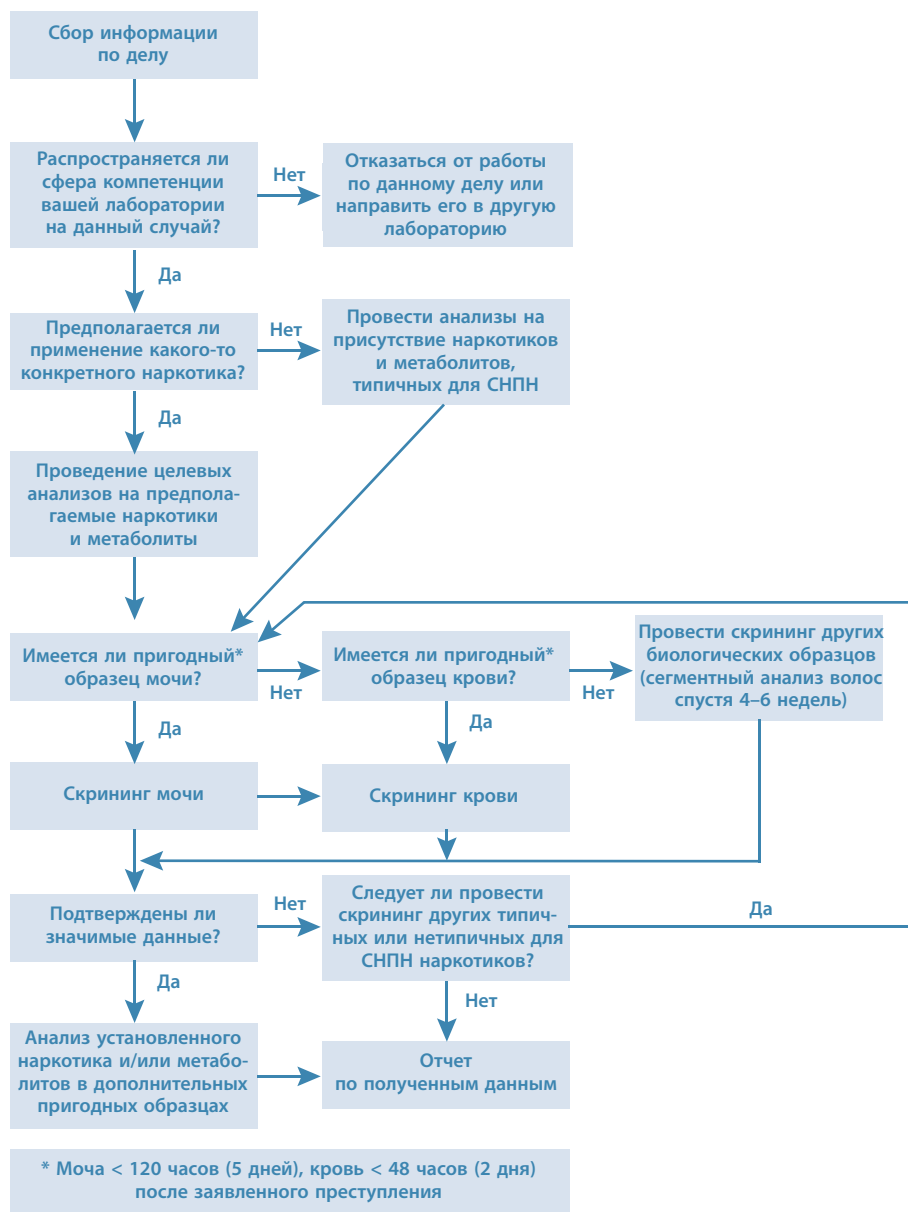 Сбор информации
по делу
Распространяется ли
сфера компетенции
вашей лаборатории
на данный случай?
Нет
Отказаться от работы
по данному делу или
направить его в другую
лабораторию
Да
Предполагается ли
применение какого-то
конкретного наркотика?
Нет
Провести анализы на
присутствие наркотиков
и метаболитов,
типичных для СНПН
Да
Проведение целевых
анализов на предпола-
гаемые наркотики
и метаболиты
Имеется ли пригодный*
образец мочи?
Нет
Имеется ли пригодный*
образец крови?
Нет
Провести скрининг других
биологических образцов
(сегментный анализ волос
спустя 4–6 недель)
Да
Да
Скрининг мочи
Скрининг крови
Подтверждены ли
значимые данные?
Нет
Следует ли провести
скрининг других типич-
ных или нетипичных для
СНПН наркотиков?
Да
Да
Нет
Анализ установленного
наркотика и/или метабо-
литов в дополнительных
пригодных образцах
Отчет
по полученным данным
* Моча < 120 часов (5 дней), кровь < 48 часов (2 дня)
после заявленного преступления